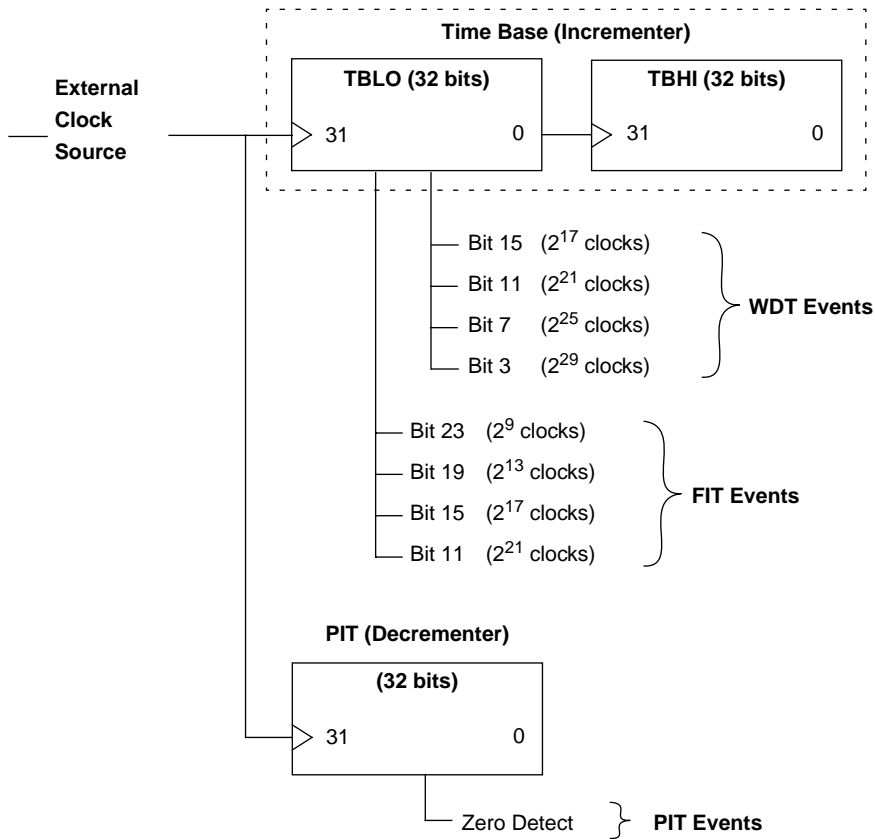 Time Base (Incrementer)
External
Clock
Source
TBLO (32 bits)
31 0
TBHI (32 bits)
31 0
Bit 15 (2^17 clocks)
Bit 11 (2^21 clocks)
Bit 7 (2^25 clocks)
Bit 3 (2^29 clocks)
WDT Events
Bit 23 (2^9 clocks)
Bit 19 (2^13 clocks)
Bit 15 (2^17 clocks)
Bit 11 (2^21 clocks)
FIT Events
PIT (Decrementer)
(32 bits)
31 0
Zero Detect
PIT Events